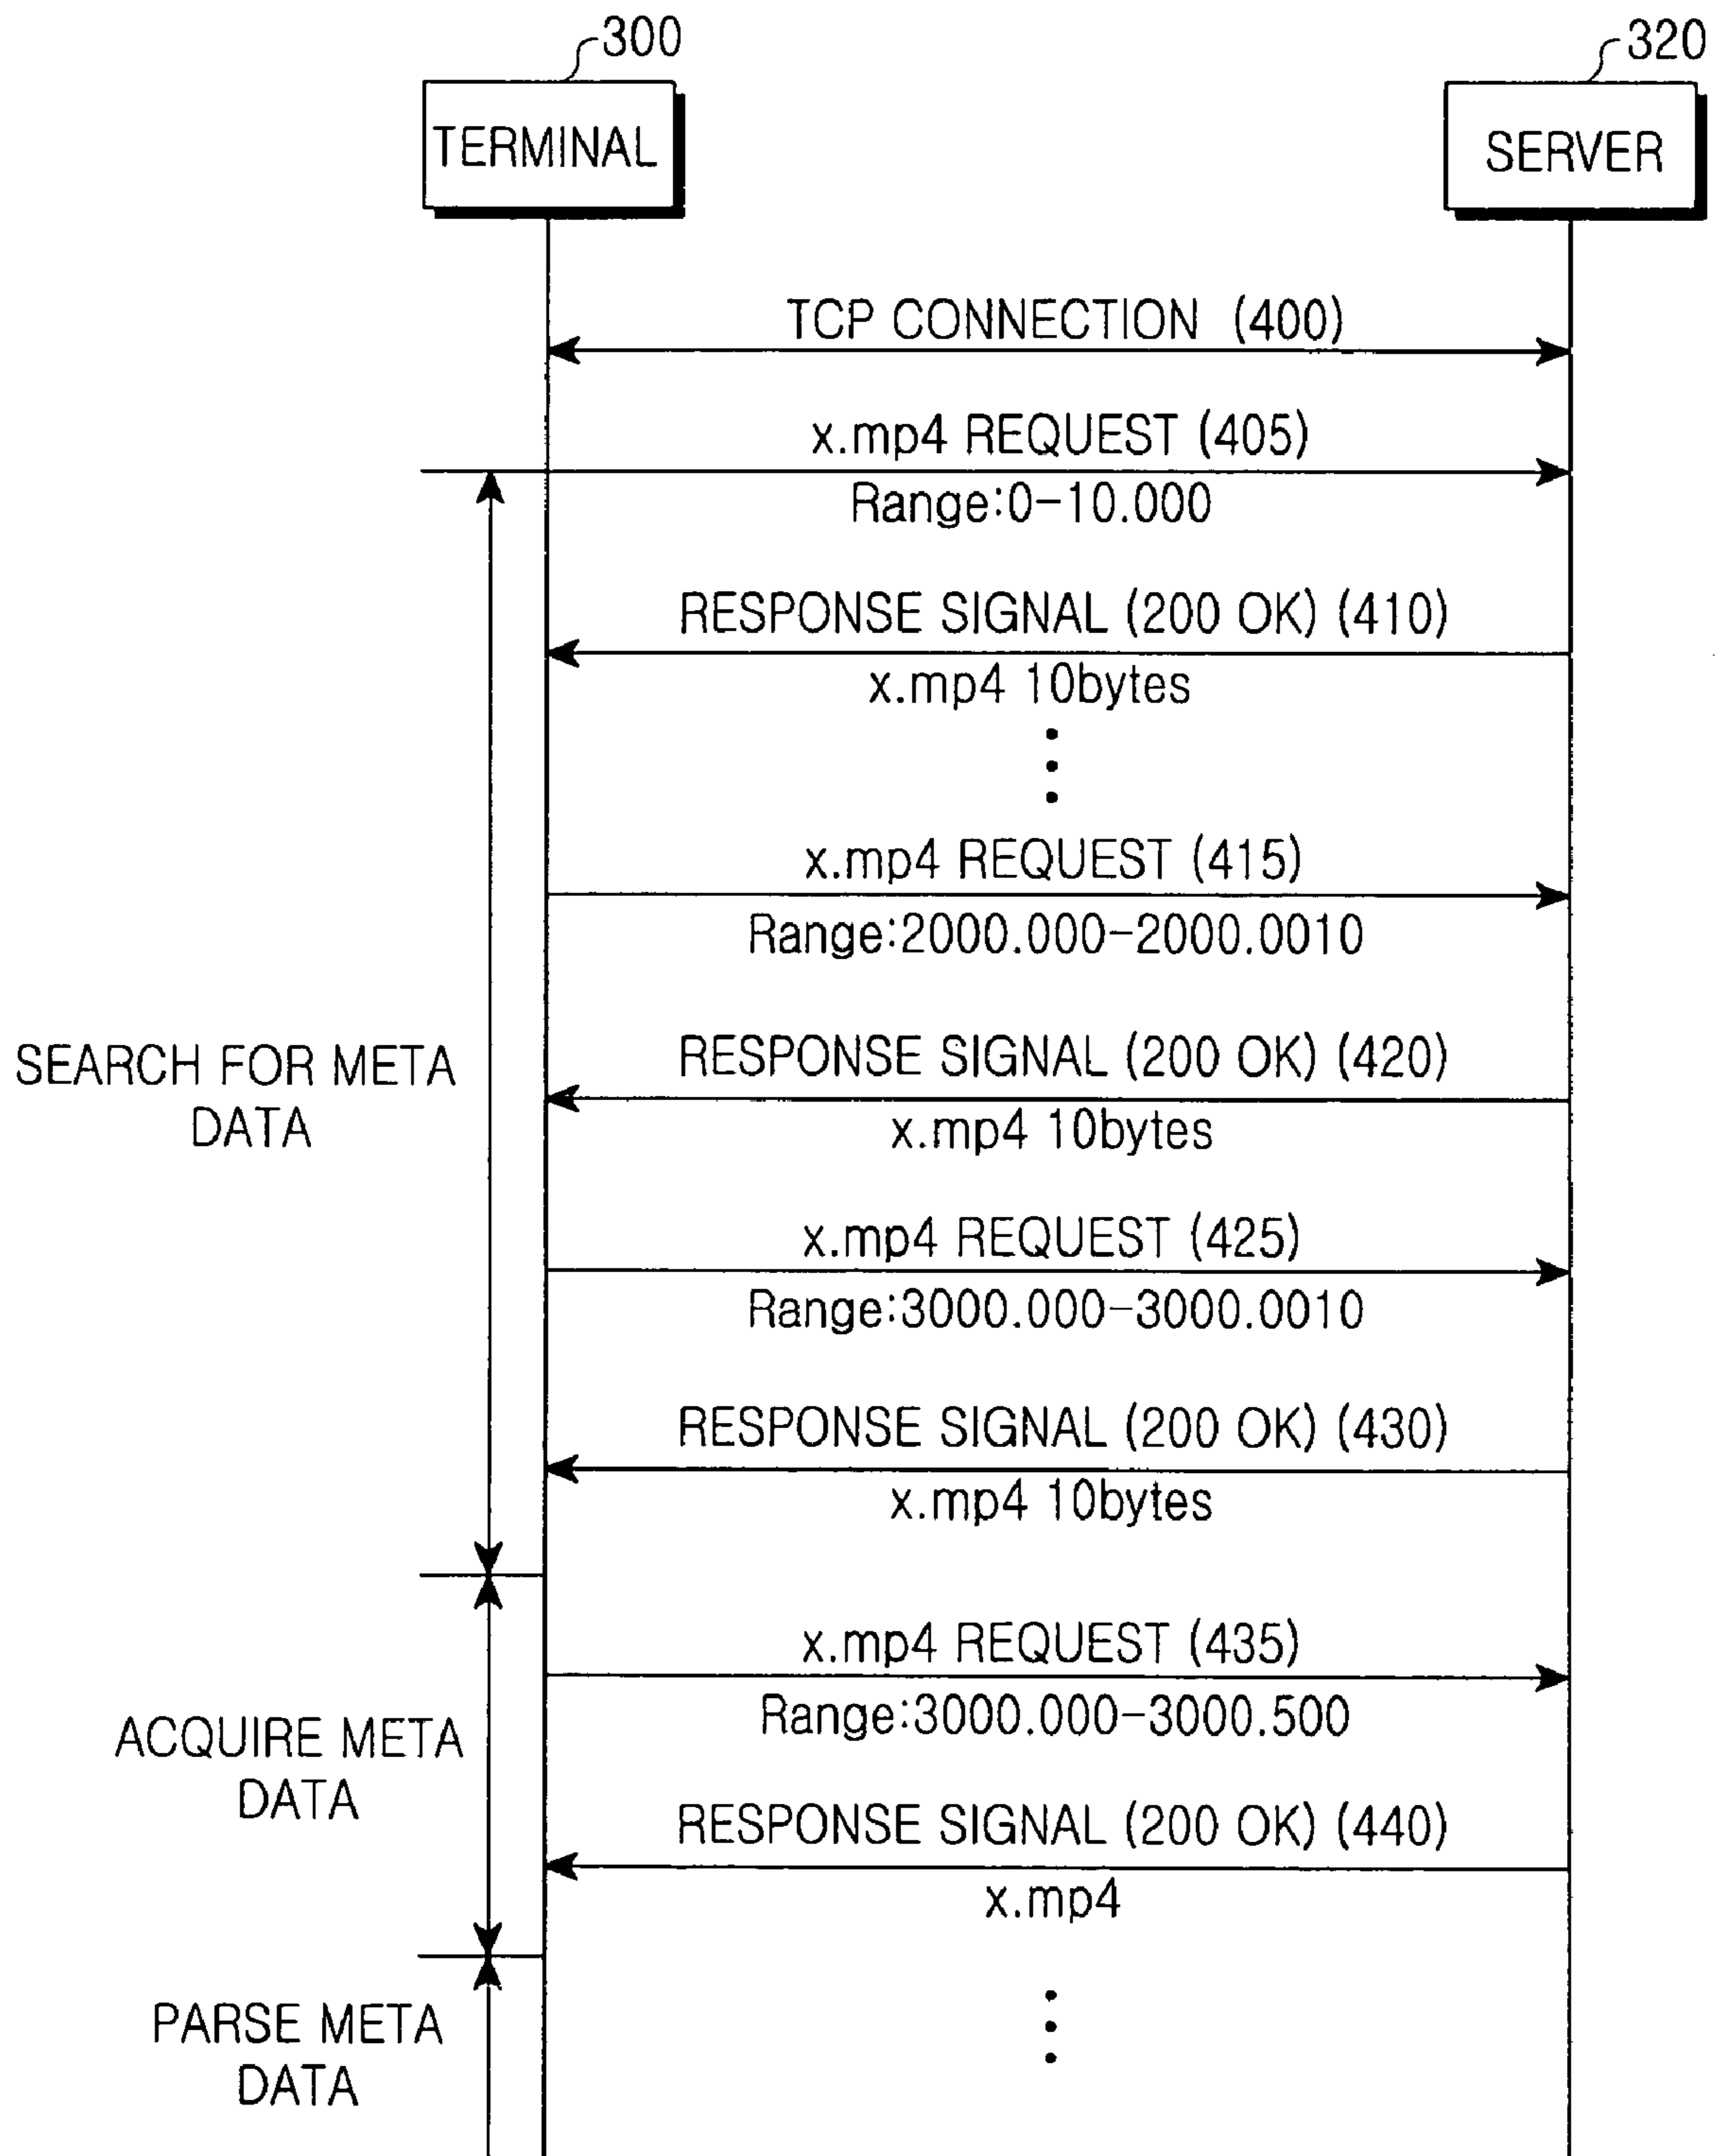 300
320
TERMINAL
SERVER
TCP CONNECTION (400)
x.mp4 REQUEST (405)
Range:0-10.000
RESPONSE SIGNAL (200 OK) (410)
x.mp4 10bytes
x.mp4 REQUEST (415)
Range:2000.000-2000.0010
SEARCH FOR META
DATA
RESPONSE SIGNAL (200 OK) (420)
x.mp4 10bytes
x.mp4 REQUEST (425)
Range:3000.000-3000.0010
RESPONSE SIGNAL (200 OK) (430)
x.mp4 10bytes
x.mp4 REQUEST (435)
Range:3000.000-3000.500
ACQUIRE META
DATA
RESPONSE SIGNAL (200 OK) (440)
x.mp4
PARSE META
DATA